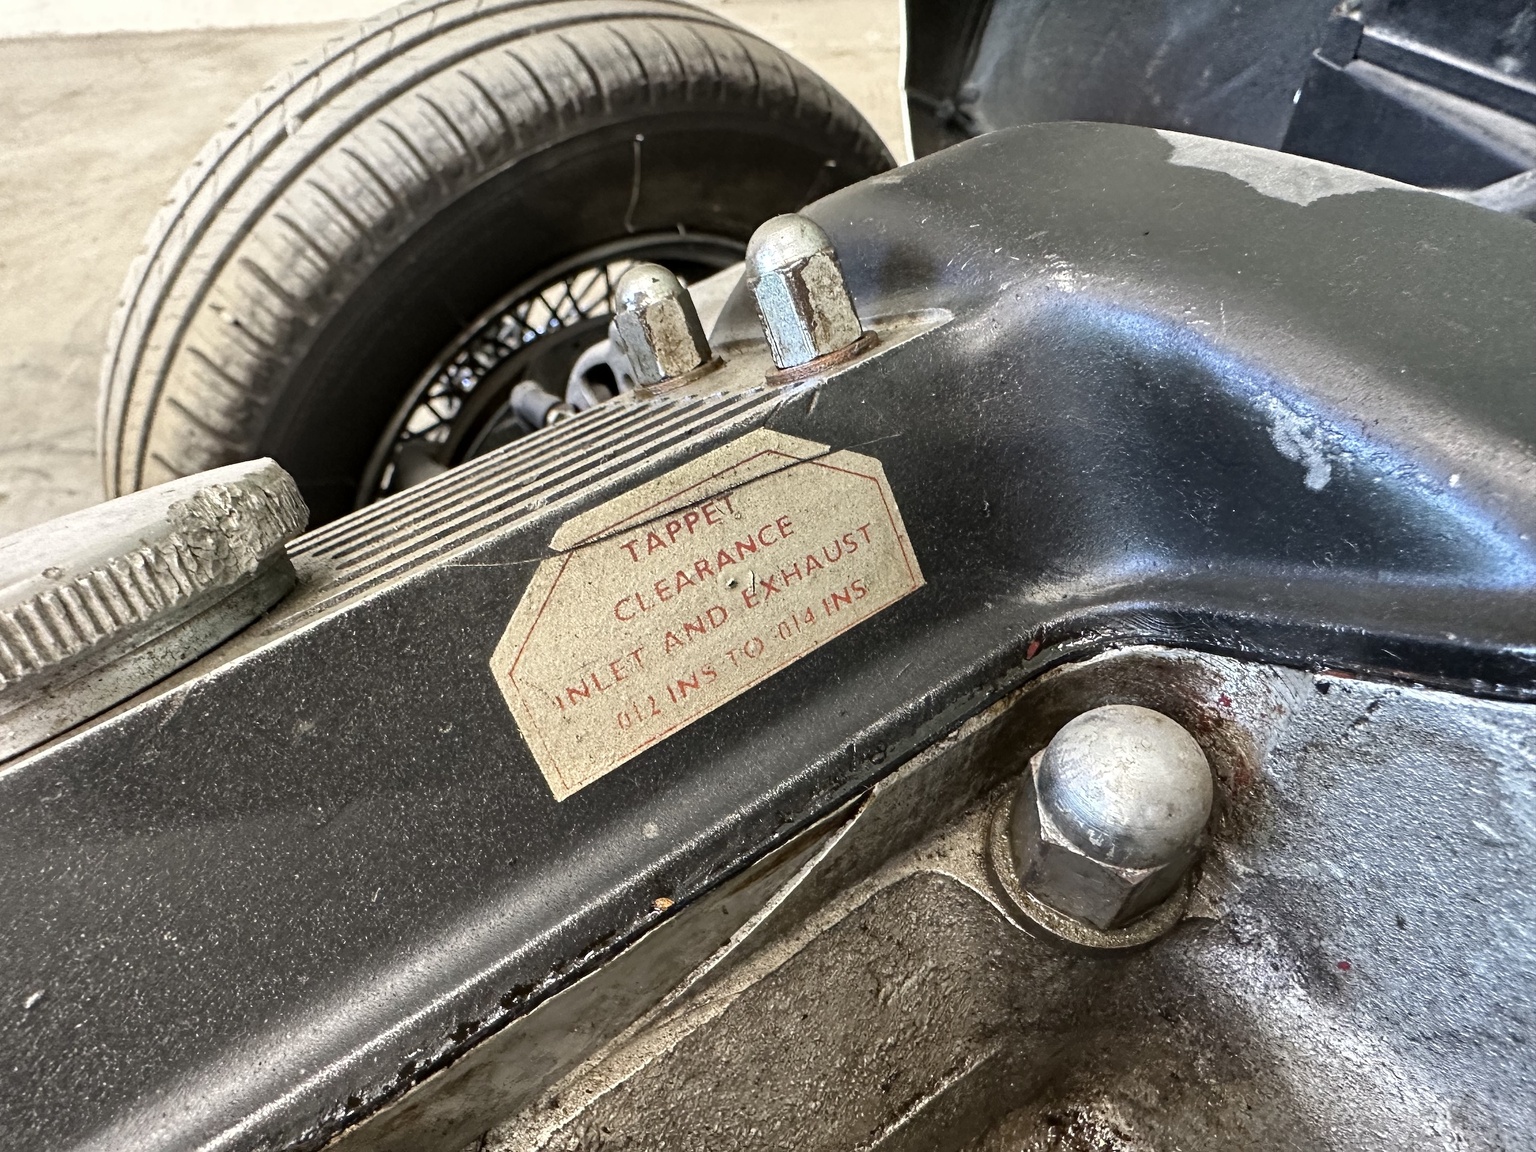 TAPPET
CLEARANCE
INLET AND EXHAUST
·012 INS TO ·014 INS